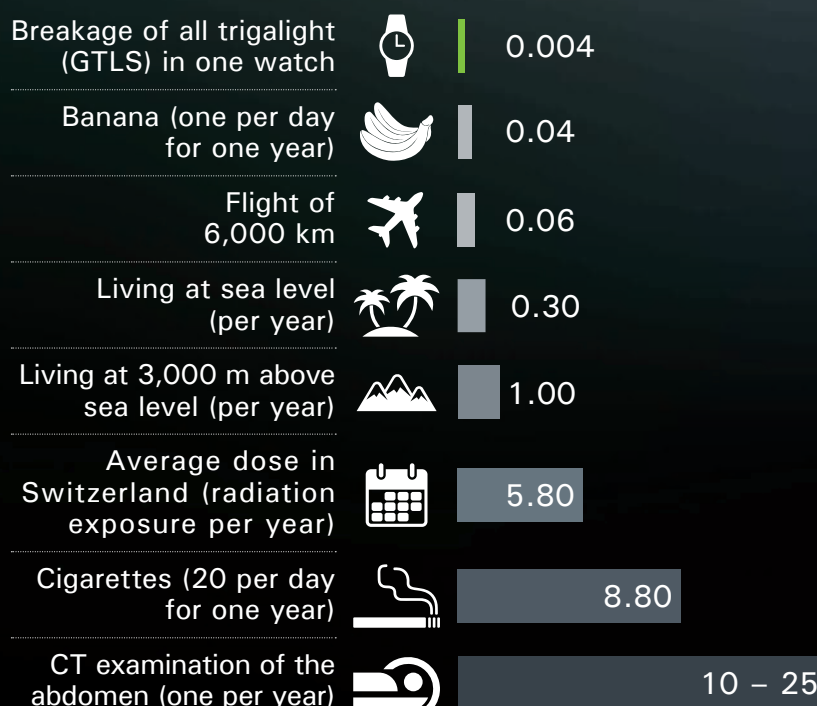 Breakage of all trigalight
(GTLS) in one watch
0.004
Banana (one per day
for one year)
0.04
Flight of
6,000 km
0.06
Living at sea level
(per year)
0.30
Living at 3,000 m above
sea level (per year)
1.00
Average dose in
Switzerland (radiation
exposure per year)
5.80
Cigarettes (20 per day
for one year)
8.80
CT examination of the
abdomen (one per year)
10 – 25